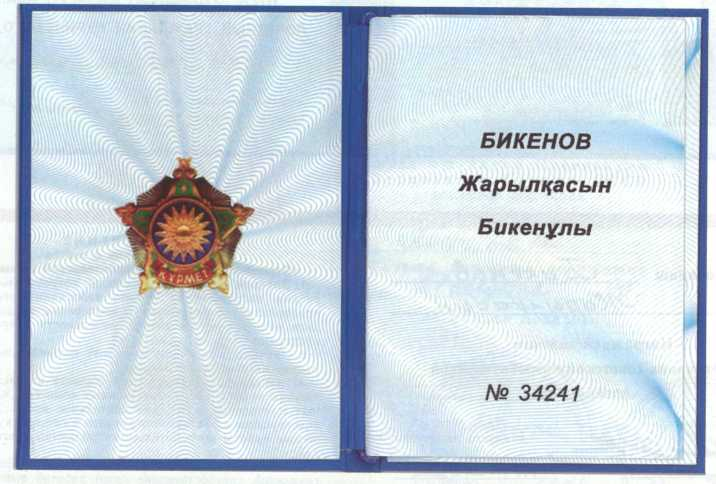 ҚҰРМЕТ
БИКЕНОВ
Жарылқасын
Бикенұлы
№ 34241